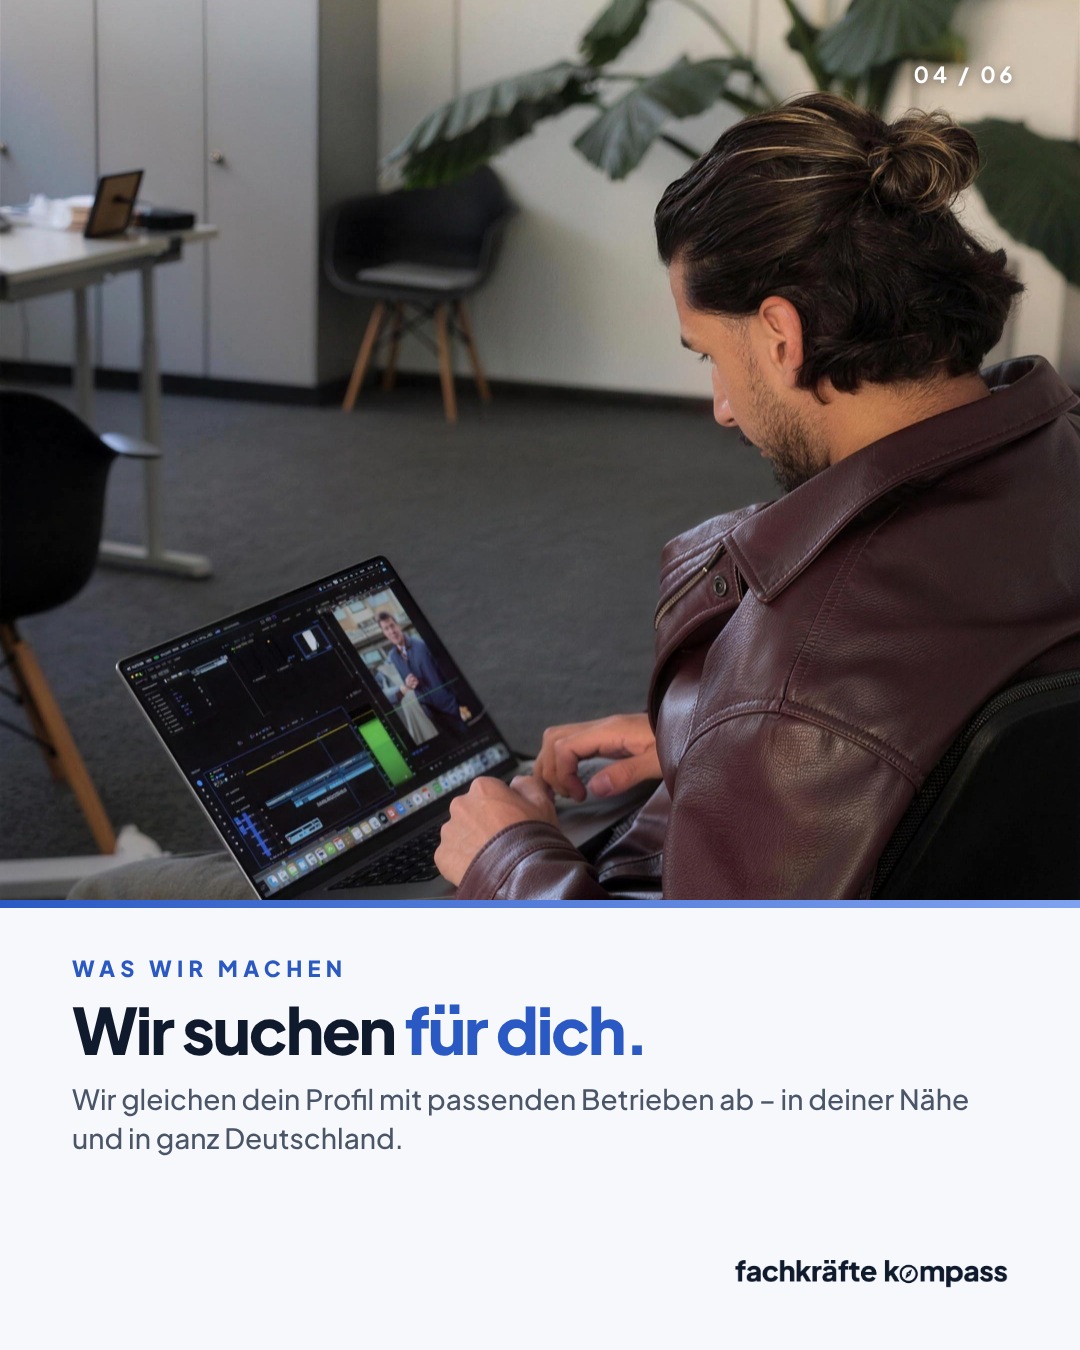 04 / 06
WAS WIR MACHEN
Wir suchen für dich.
Wir gleichen dein Profil mit passenden Betrieben ab – in deiner Nähe
und in ganz Deutschland.
fachkräfte kompass